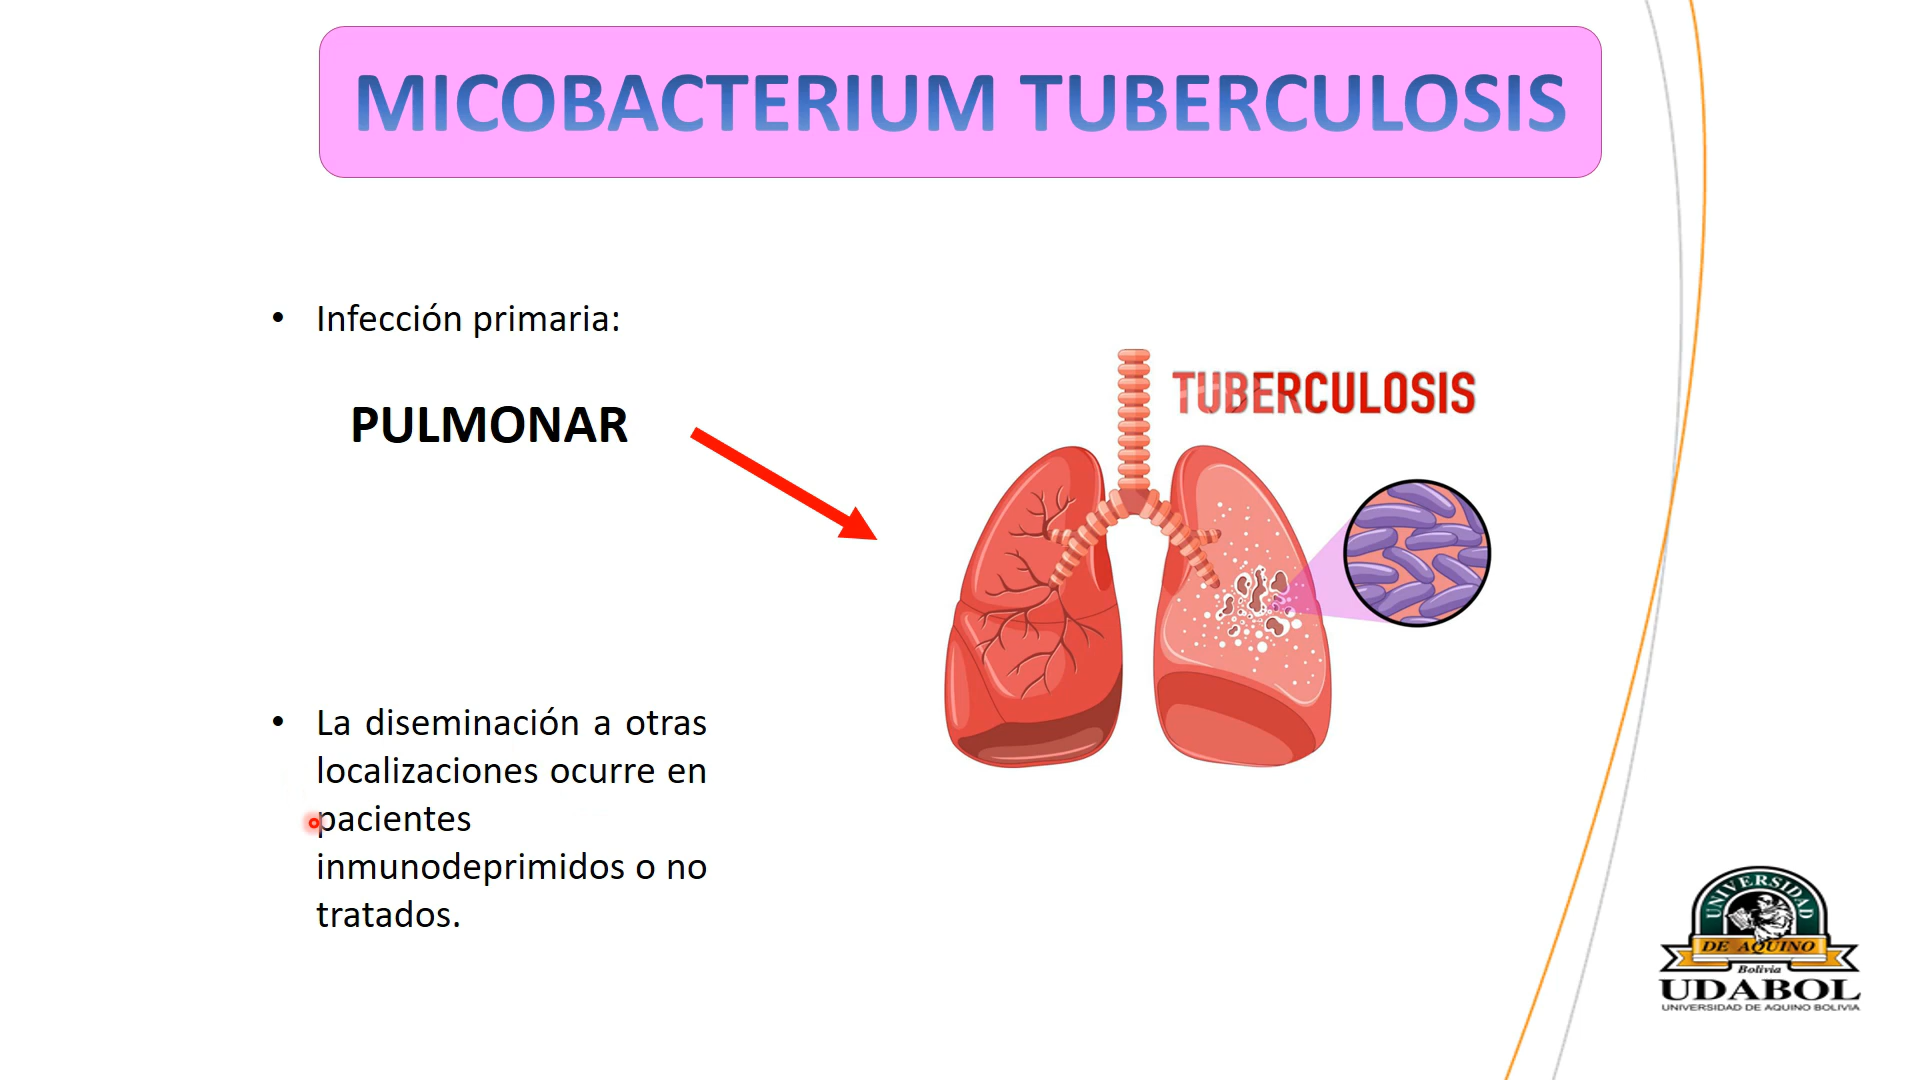 MICOBACTERIUM TUBERCULOSIS
• Infección primaria:
PULMONAR
TUBERCULOSIS
• La diseminación a otras
localizaciones ocurre en
pacientes
inmunodeprimidos o no
tratados.
UNIVERSIDAD
DE AQUINO
Bolivia
UDABOL
UNIVERSIDAD DE AQUINO BOLIVIA